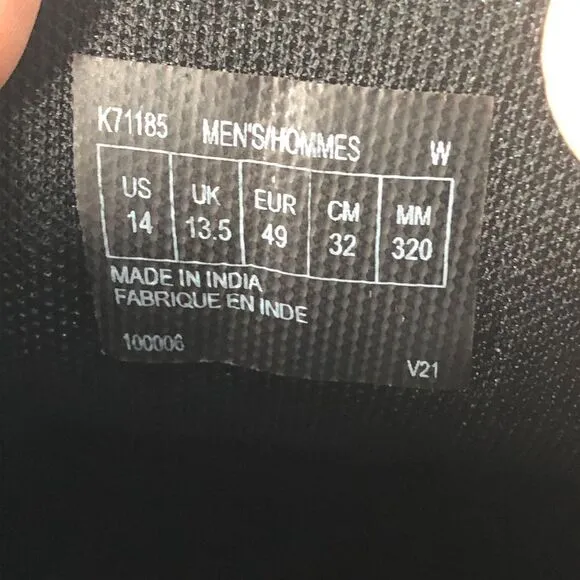 K71185 MEN'S/HOMMES W
US UK EUR CM MM
14 13.5 49 32 320
MADE IN INDIA
FABRIQUE EN INDE
100006 V21